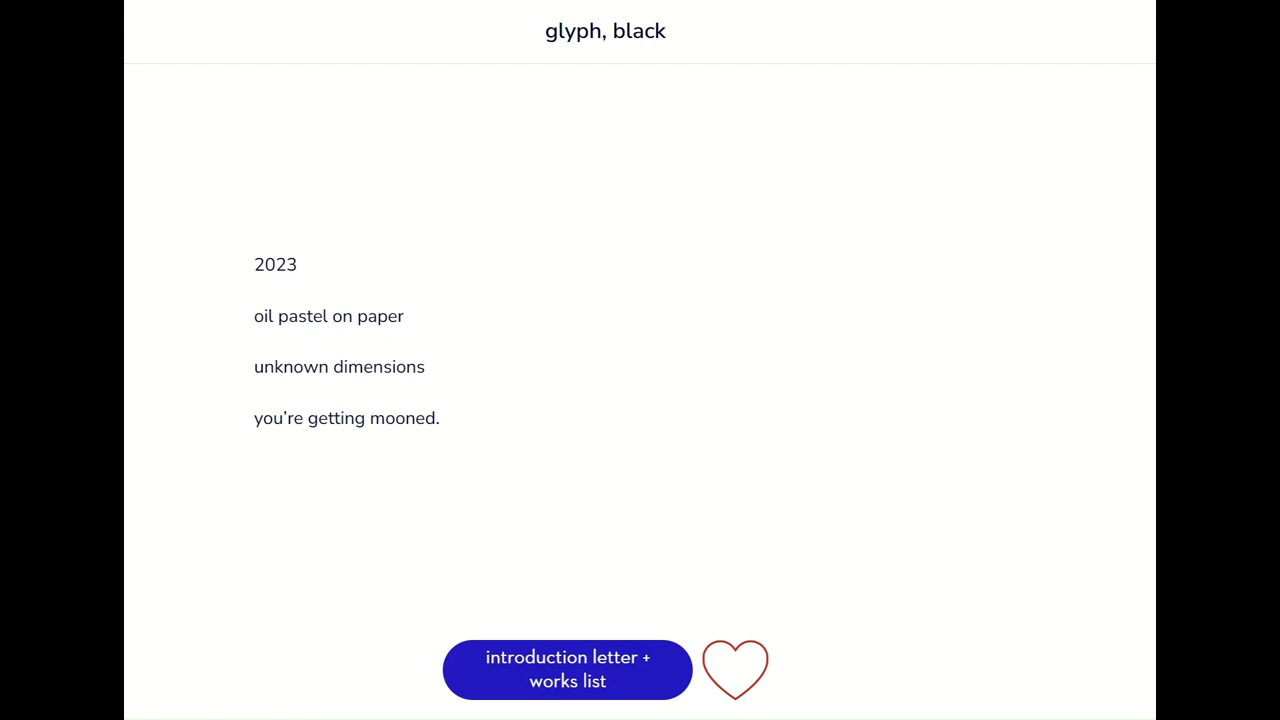 glyph, black
2023
oil pastel on paper
unknown dimensions
you’re getting mooned.
introduction letter +
works list